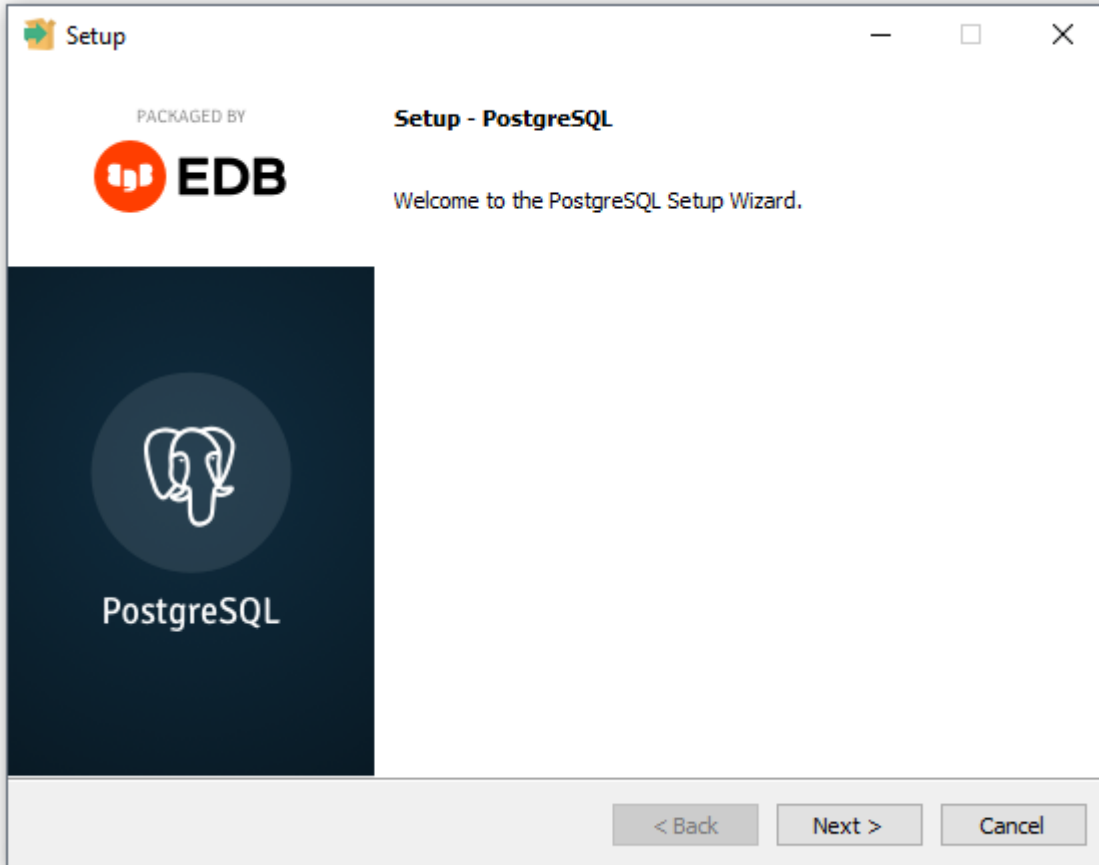 Setup
PACKAGED BY
EDB
Setup - PostgreSQL
Welcome to the PostgreSQL Setup Wizard.
PostgreSQL
< Back
Next >
Cancel